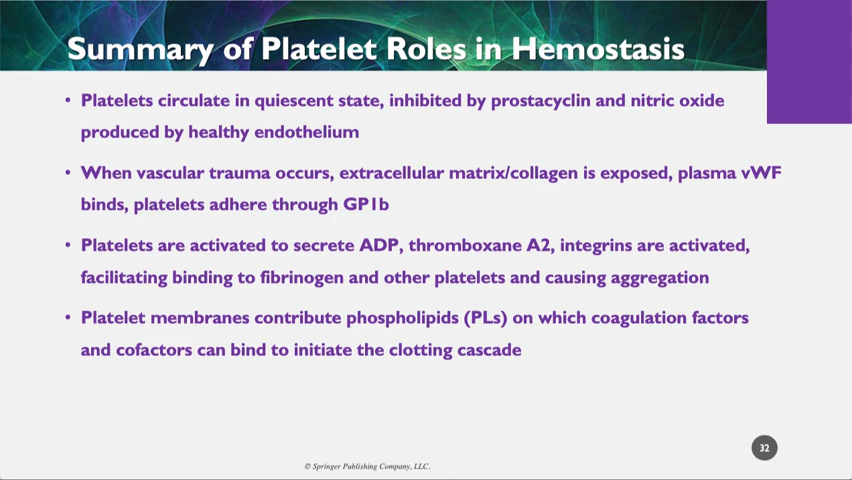 Summary of Platelet Roles in Hemostasis
• Platelets circulate in quiescent state, inhibited by prostacyclin and nitric oxide
produced by healthy endothelium
• When vascular trauma occurs, extracellular matrix/collagen is exposed, plasma vWF
binds, platelets adhere through GP1b
• Platelets are activated to secrete ADP, thromboxane A2, integrins are activated,
facilitating binding to fibrinogen and other platelets and causing aggregation
• Platelet membranes contribute phospholipids (PLs) on which coagulation factors
and cofactors can bind to initiate the clotting cascade
32
© Springer Publishing Company, LLC.